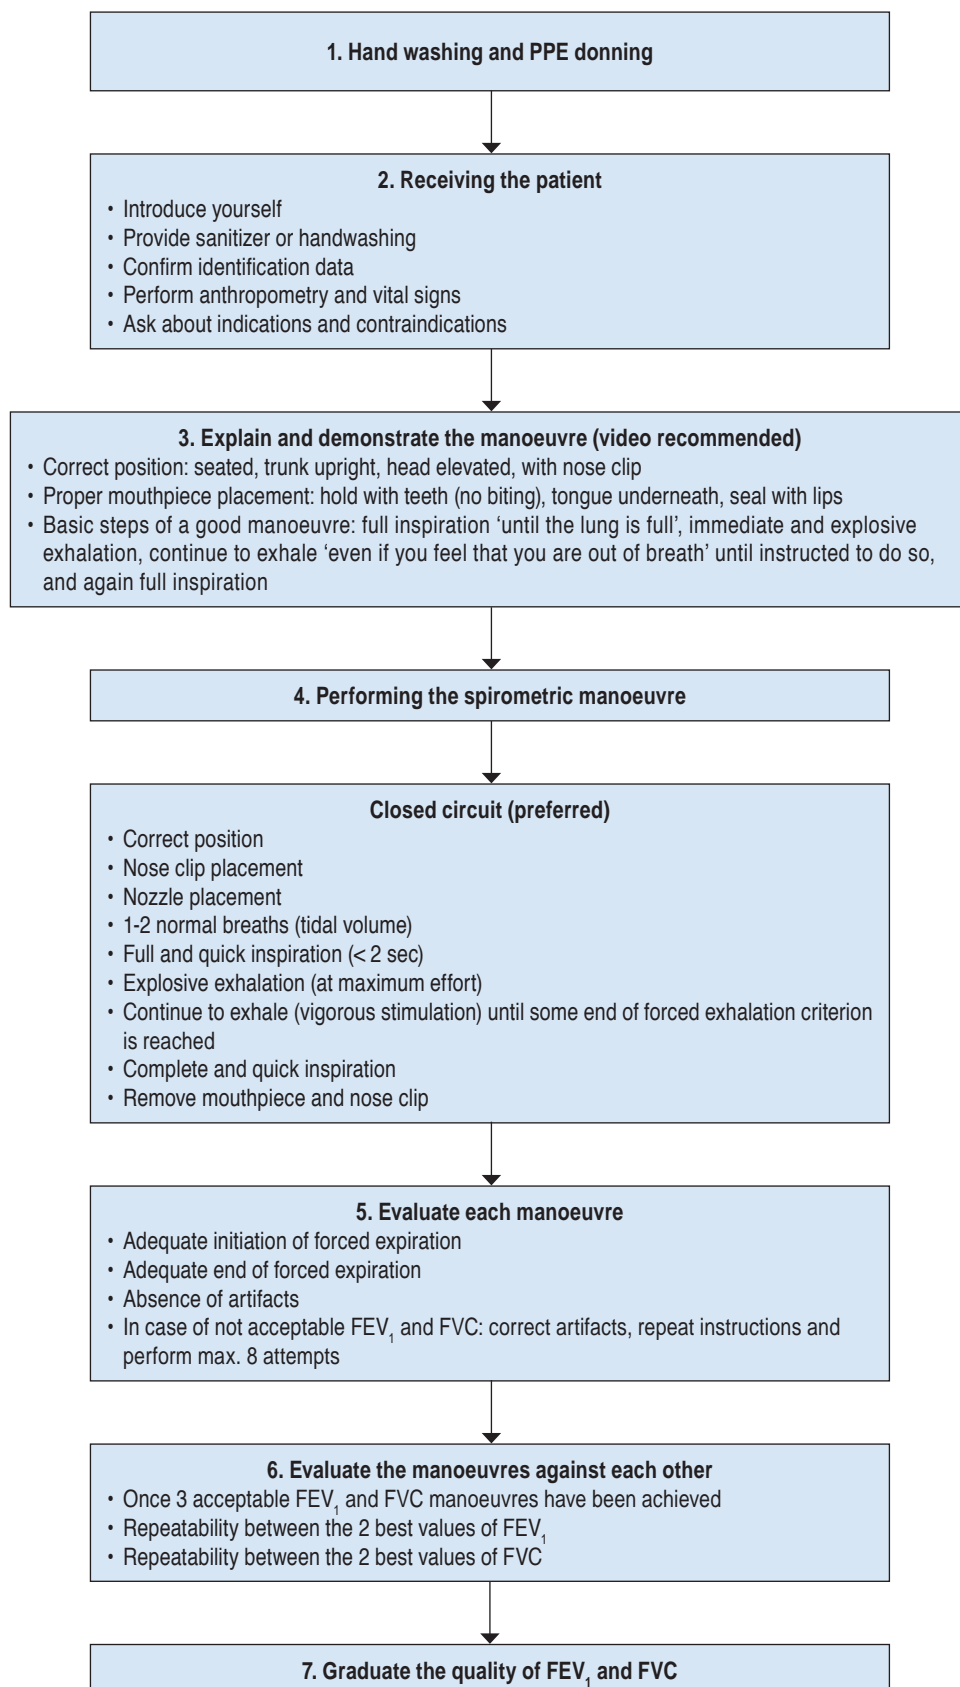 1. Hand washing and PPE donning
2. Receiving the patient
• Introduce yourself
• Provide sanitizer or handwashing
• Confirm identification data
• Perform anthropometry and vital signs
• Ask about indications and contraindications
3. Explain and demonstrate the manoeuvre (video recommended)
• Correct position: seated, trunk upright, head elevated, with nose clip
• Proper mouthpiece placement: hold with teeth (no biting), tongue underneath, seal with lips
• Basic steps of a good manoeuvre: full inspiration ‘until the lung is full’, immediate and explosive
exhalation, continue to exhale ‘even if you feel that you are out of breath’ until instructed to do so,
and again full inspiration
4. Performing the spirometric manoeuvre
Closed circuit (preferred)
• Correct position
• Nose clip placement
• Nozzle placement
• 1-2 normal breaths (tidal volume)
• Full and quick inspiration (< 2 sec)
• Explosive exhalation (at maximum effort)
• Continue to exhale (vigorous stimulation) until some end of forced exhalation criterion
is reached
• Complete and quick inspiration
• Remove mouthpiece and nose clip
5. Evaluate each manoeuvre
• Adequate initiation of forced expiration
• Adequate end of forced expiration
• Absence of artifacts
• In case of not acceptable FEV₁ and FVC: correct artifacts, repeat instructions and
perform max. 8 attempts
6. Evaluate the manoeuvres against each other
• Once 3 acceptable FEV₁ and FVC manoeuvres have been achieved
• Repeatability between the 2 best values of FEV₁
• Repeatability between the 2 best values of FVC
7. Graduate the quality of FEV₁ and FVC